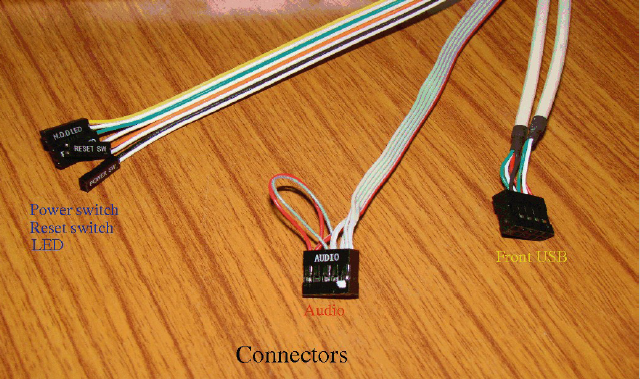 H.D.D LED
RESET SW
POWER SW
Power switch
Reset switch
LED
AUDIO
Audio
Front USB
Connectors